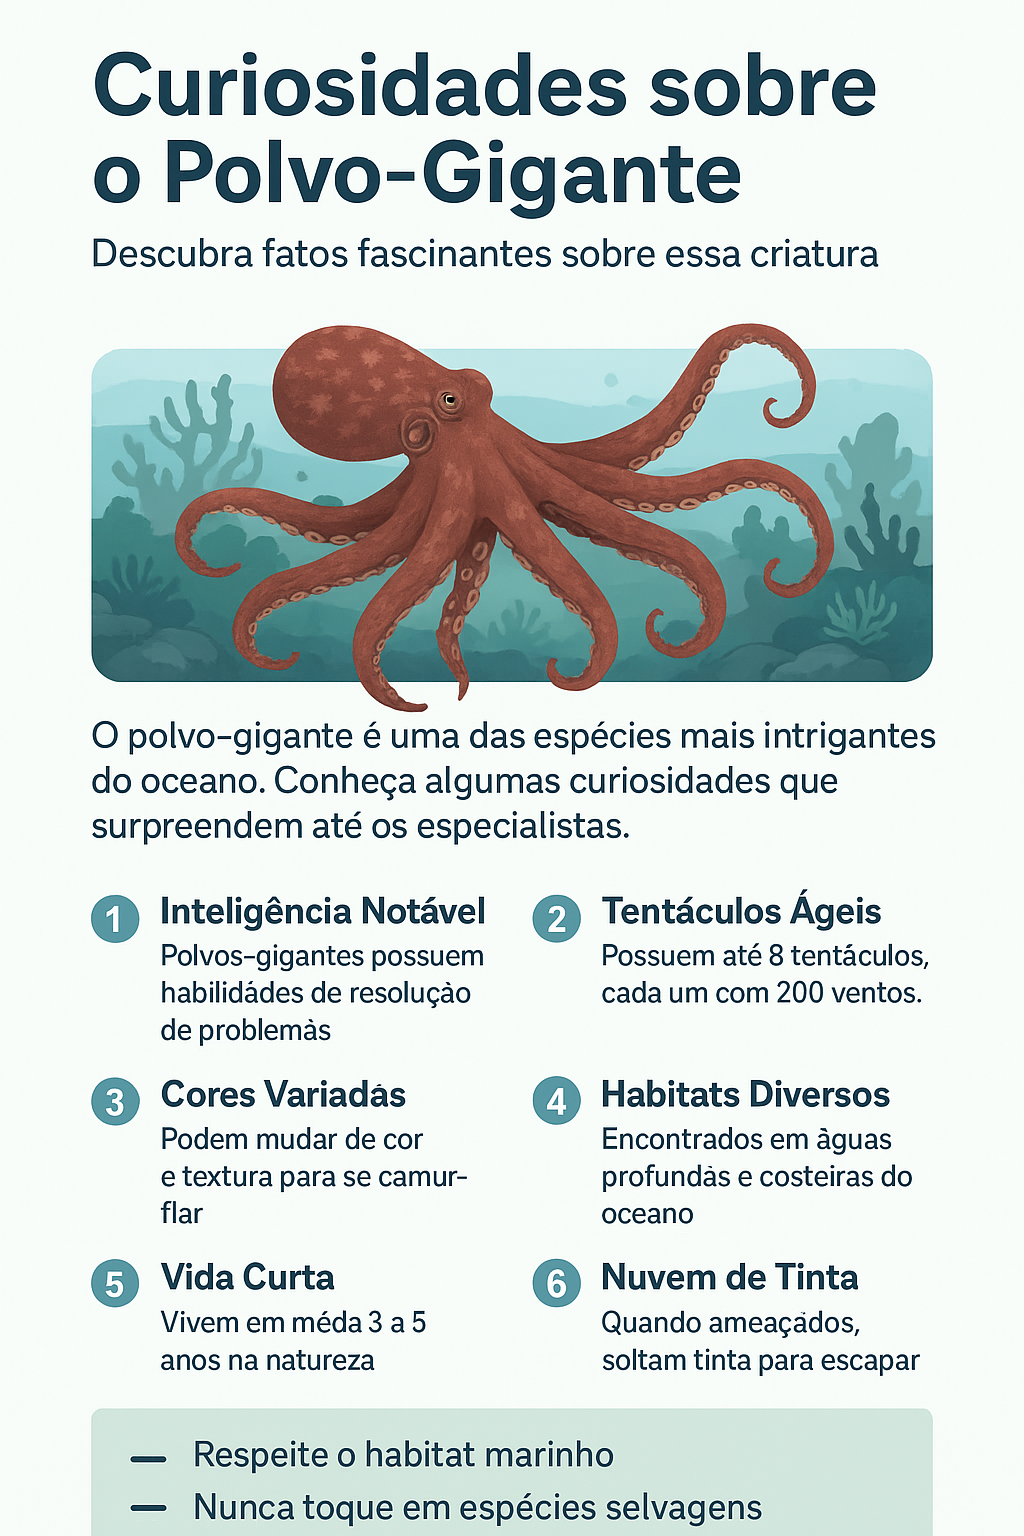 Curiosidades sobre
o Polvo-Gigante
Descubra fatos fascinantes sobre essa criatura
O polvo-gigante é uma das espécies mais intrigantes
do oceano. Conheça algumas curiosidades que
surpreendem até os especialistas.
1 Inteligência Notável
Polvos-gigantes possuem
habilidádes de resolução
de problemàs
2 Tentáculos Ágeis
Possuem até 8 tentáculos,
cada um com 200 ventos.
3 Cores Variadás
Podem mudar de cor
e textura para se camur-
flar
4 Habitats Diversos
Encontrados em àguas
profundàs e costeiras do
oceano
5 Vida Curta
Vivem em méda 3 a 5
anos na natureza
6 Nuvem de Tinta
Quando ameaçàdos,
soltam tinta para escapar
— Respeite o habitat marinho
— Nunca toque em espécies selvagens